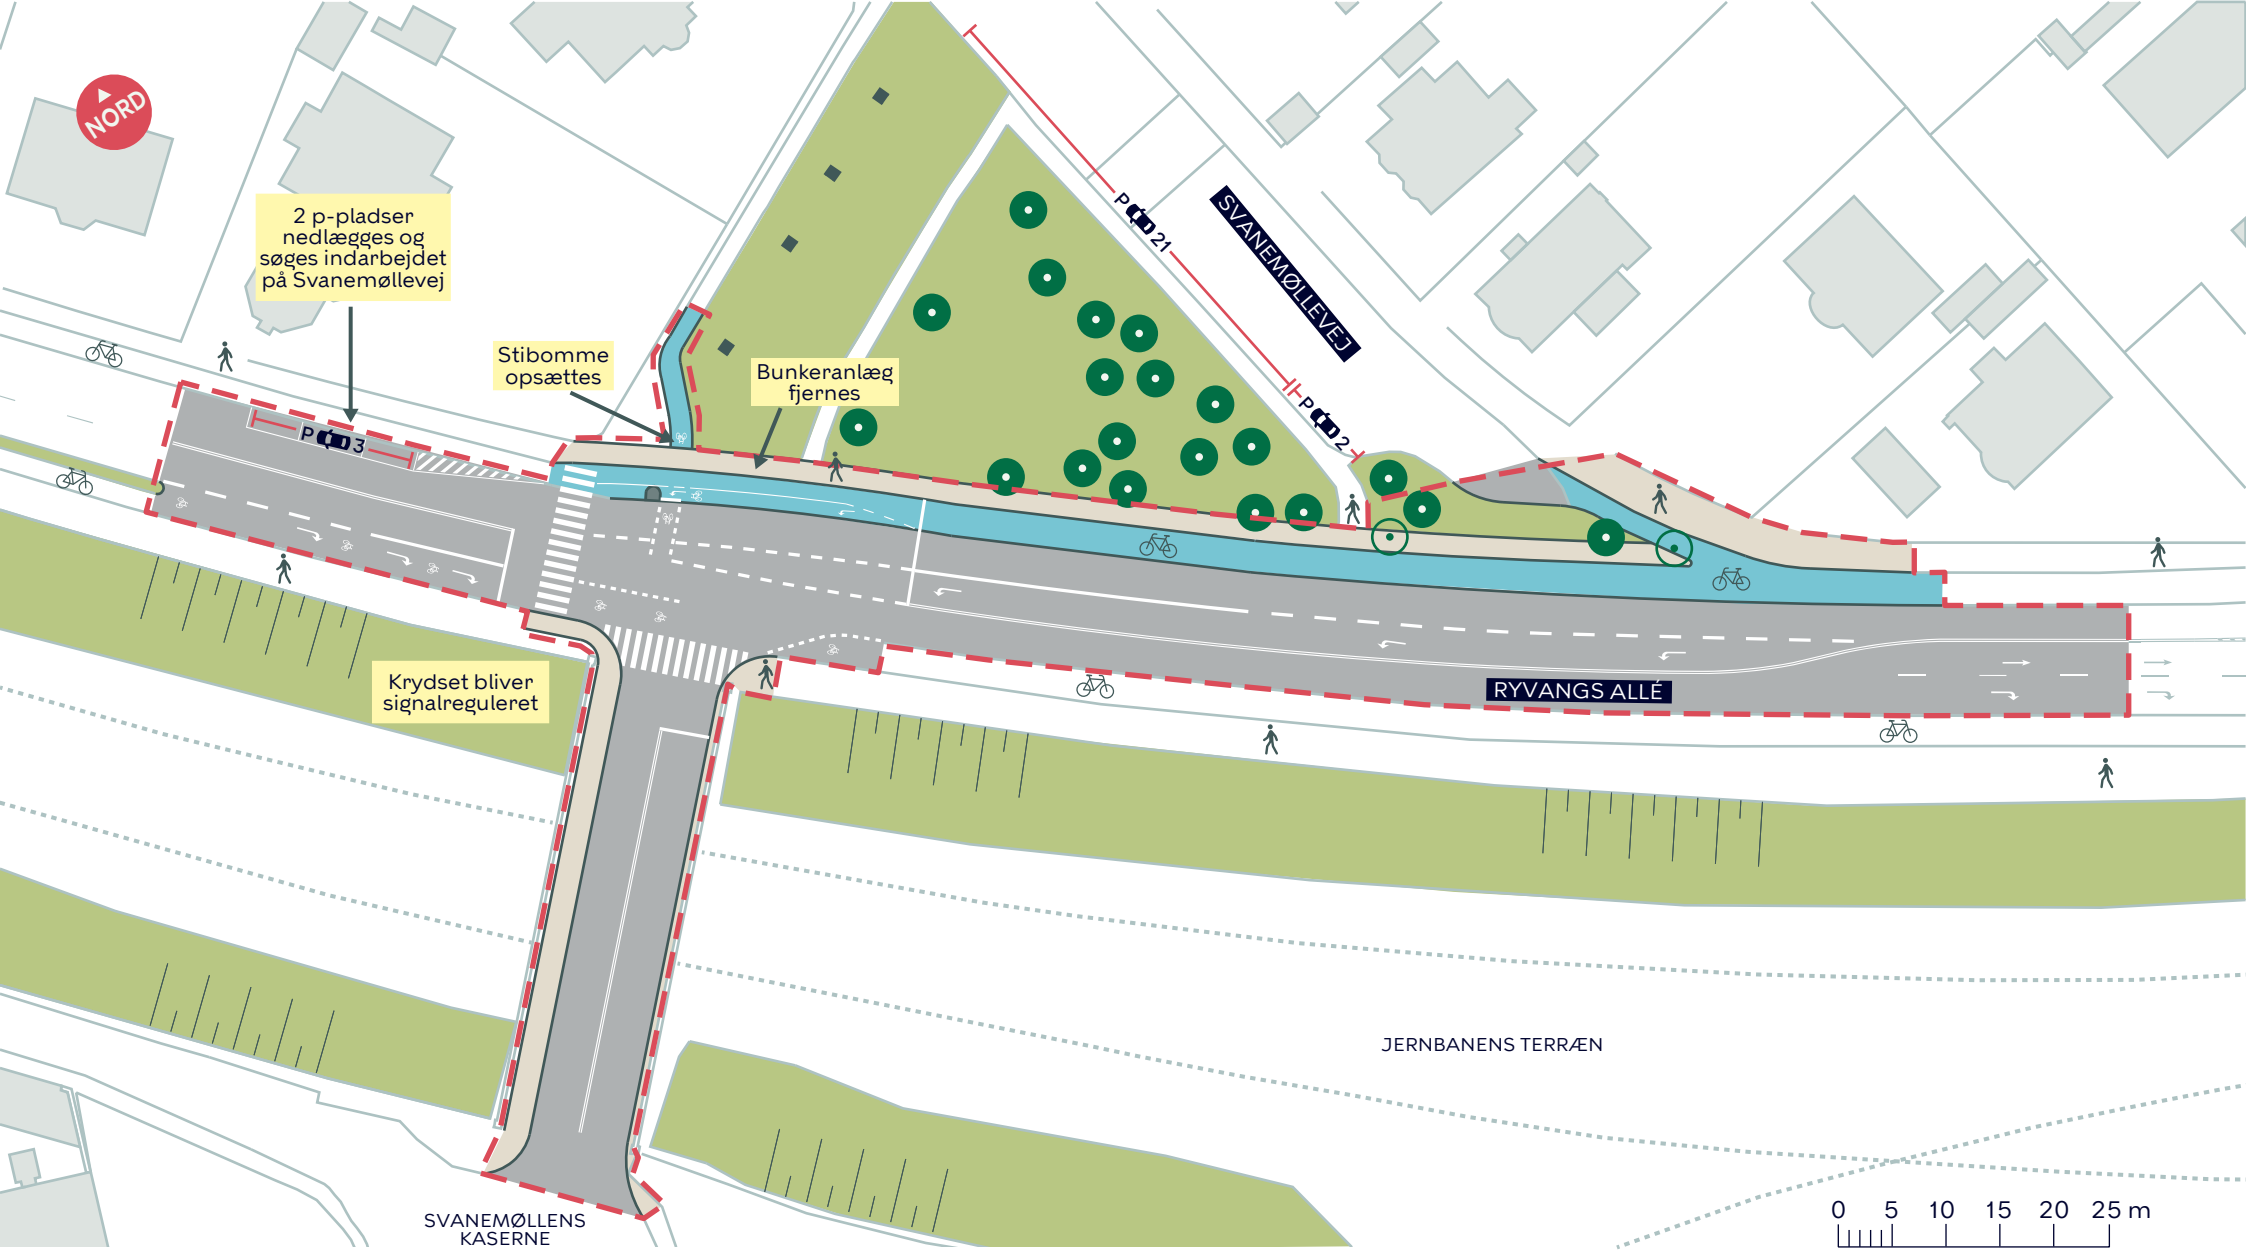 NORD
2 p-pladser
nedlægges og
søges indarbejdet
på Svanemøllevej
P 3
Stibomme
opsættes
Bunkeranlæg
fjernes
P 21
SVANEMØLLEVEJ
P 2
Krydset bliver
signalreguleret
RYVANGS ALLÉ
JERNBANENS TERRÆN
SVANEMØLLENS
KASERNE
0 5 10 15 20 25 m